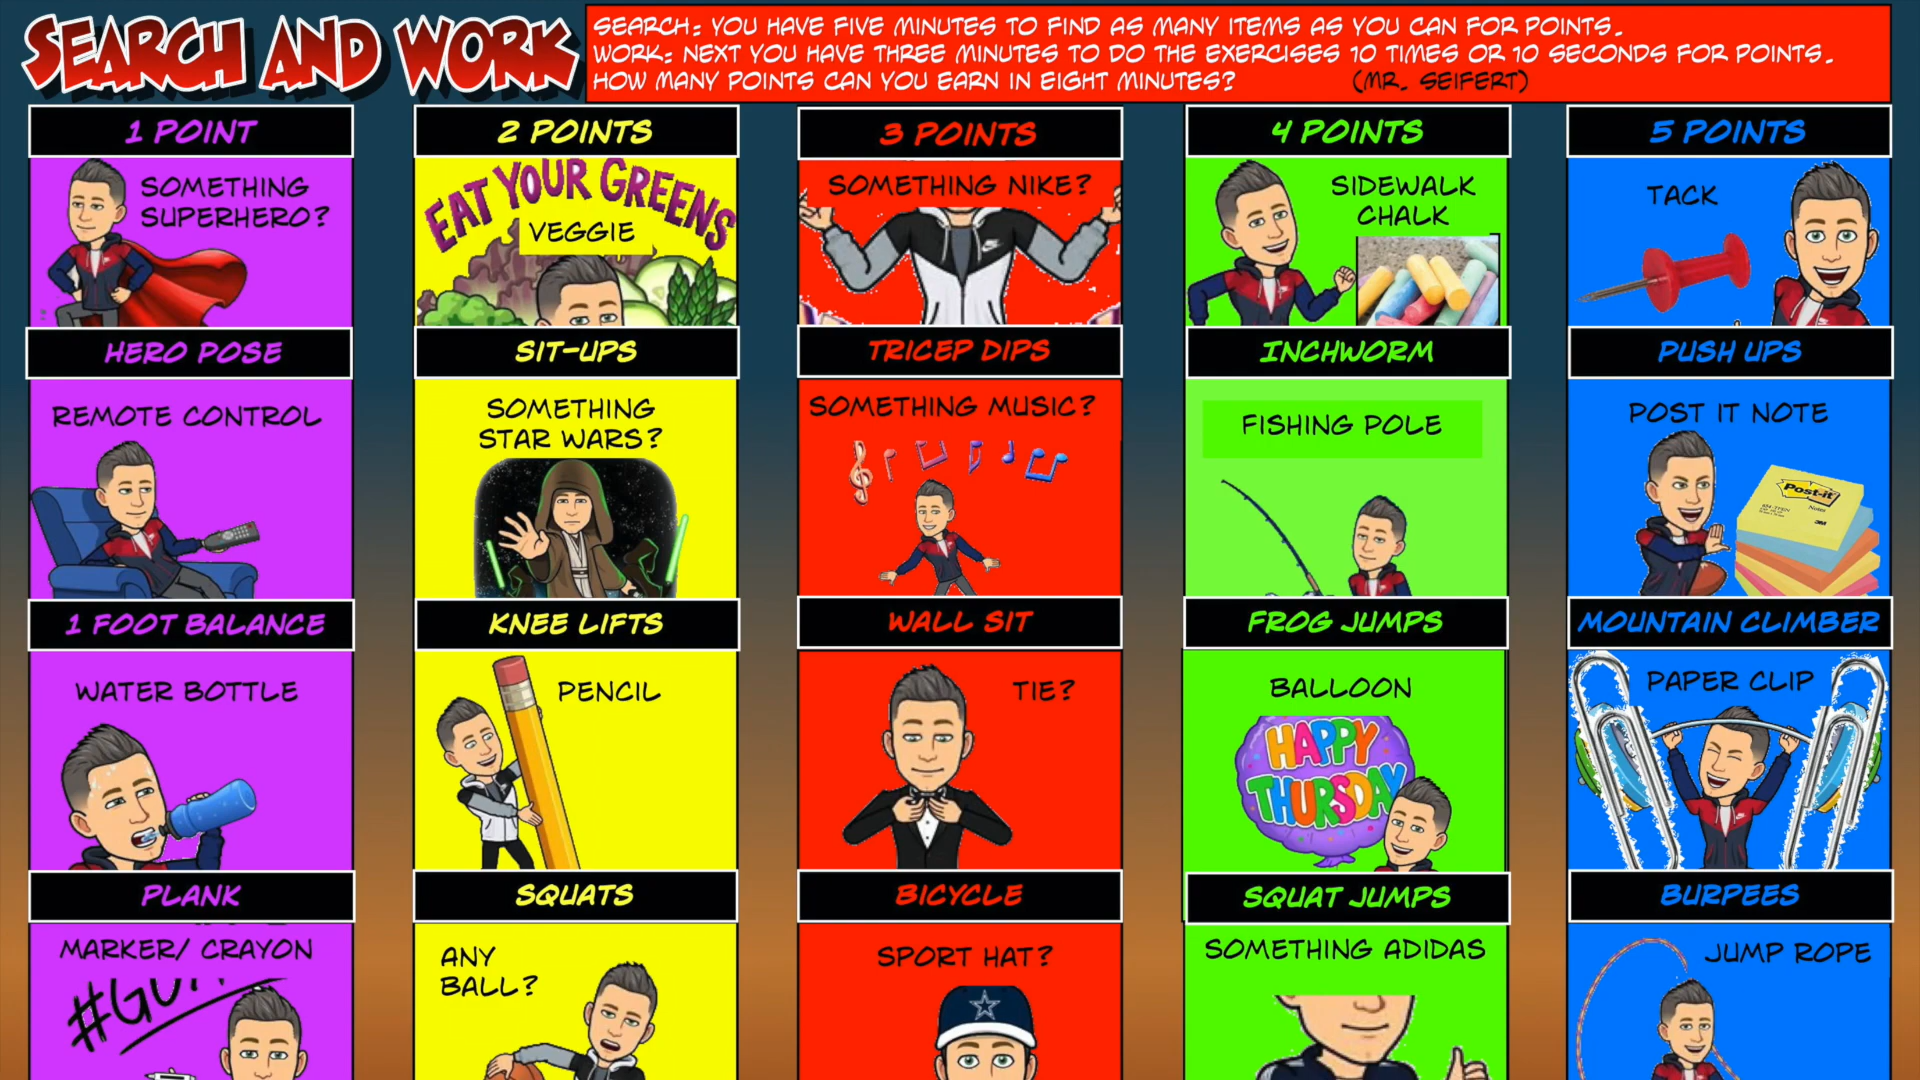 SEARCH AND WORK
SEARCH: YOU HAVE FIVE MINUTES TO FIND AS MANY ITEMS AS YOU CAN FOR POINTS.
WORK: NEXT YOU HAVE THREE MINUTES TO DO THE EXERCISES 10 TIMES OR 10 SECONDS FOR POINTS.
HOW MANY POINTS CAN YOU EARN IN EIGHT MINUTES? (MR. SEIFERT)
1 POINT
2 POINTS
3 POINTS
4 POINTS
5 POINTS
SOMETHING
SUPERHERO?
EAT YOUR GREENS
VEGGIE
SOMETHING NIKE?
SIDEWALK
CHALK
TACK
HERO POSE
SIT-UPS
TRICEP DIPS
INCHWORM
PUSH UPS
REMOTE CONTROL
SOMETHING
STAR WARS?
SOMETHING MUSIC?
FISHING POLE
POST IT NOTE
Post-it
Notes
3M
1 FOOT BALANCE
KNEE LIFTS
WALL SIT
FROG JUMPS
MOUNTAIN CLIMBER
WATER BOTTLE
PENCIL
TIE?
BALLOON
HAPPY
THURSDAY
PAPER CLIP
PLANK
SQUATS
BICYCLE
SQUAT JUMPS
BURPEES
MARKER/ CRAYON
ANY
BALL?
SPORT HAT?
SOMETHING ADIDAS
JUMP ROPE